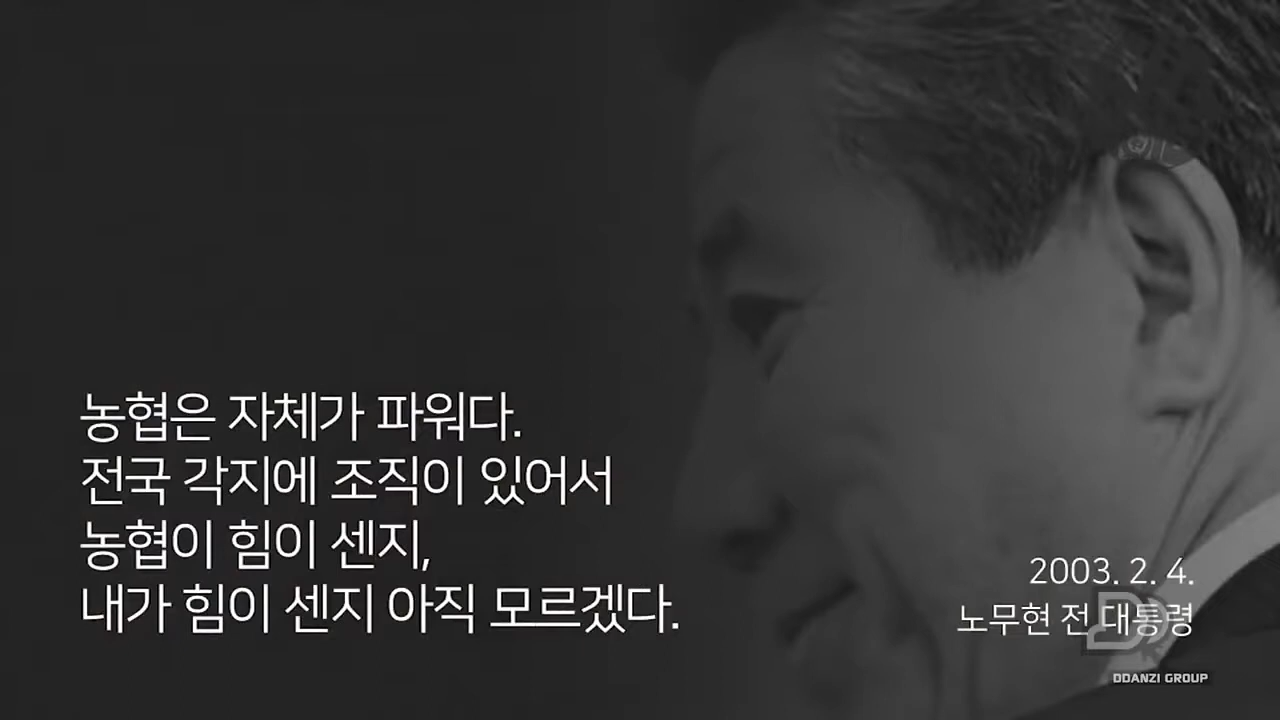 농협은 자체가 파워다.
전국 각지에 조직이 있어서
농협이 힘이 센지,
내가 힘이 센지 아직 모르겠다.
2003. 2. 4.
노무현 전 대통령
DDANZI GROUP